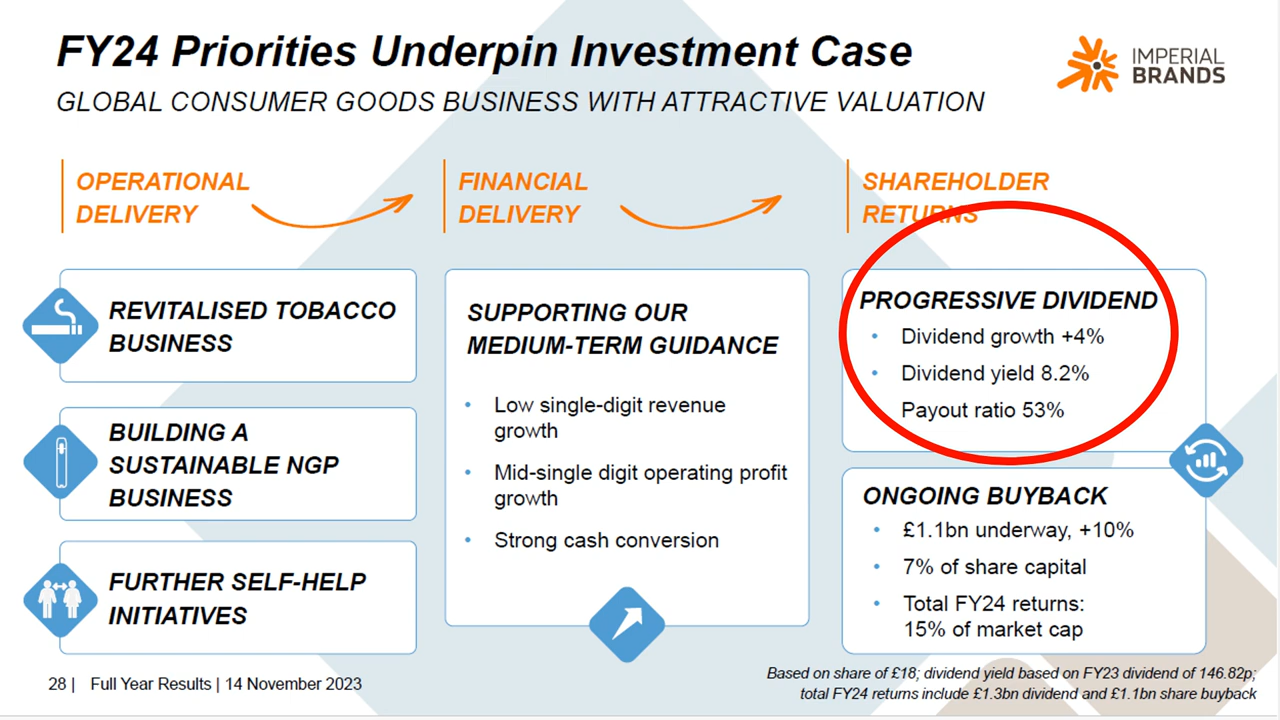 FY24 Priorities Underpin Investment Case
GLOBAL CONSUMER GOODS BUSINESS WITH ATTRACTIVE VALUATION
IMPERIAL
BRANDS
OPERATIONAL
DELIVERY
FINANCIAL
DELIVERY
SHAREHOLDER
RETURNS
REVITALISED TOBACCO
BUSINESS
BUILDING A
SUSTAINABLE NGP
BUSINESS
FURTHER SELF-HELP
INITIATIVES
SUPPORTING OUR
MEDIUM-TERM GUIDANCE
• Low single-digit revenue
growth
• Mid-single digit operating profit
growth
• Strong cash conversion
PROGRESSIVE DIVIDEND
• Dividend growth +4%
• Dividend yield 8.2%
Payout ratio 53%
ONGOING BUYBACK
• £1.1bn underway, +10%
• 7% of share capital
• Total FY24 returns:
15% of market cap
28 | Full Year Results | 14 November 2023
Based on share of £18; dividend yield based on FY23 dividend of 146.82p;
total FY24 returns include £1.3bn dividend and £1.1bn share buyback